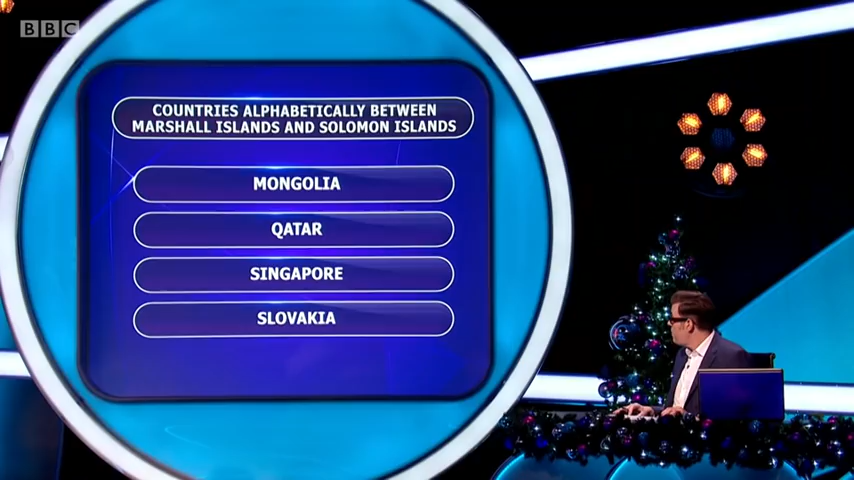 BBC
COUNTRIES ALPHABETICALLY BETWEEN
MARSHALL ISLANDS AND SOLOMON ISLANDS
MONGOLIA
QATAR
SINGAPORE
SLOVAKIA